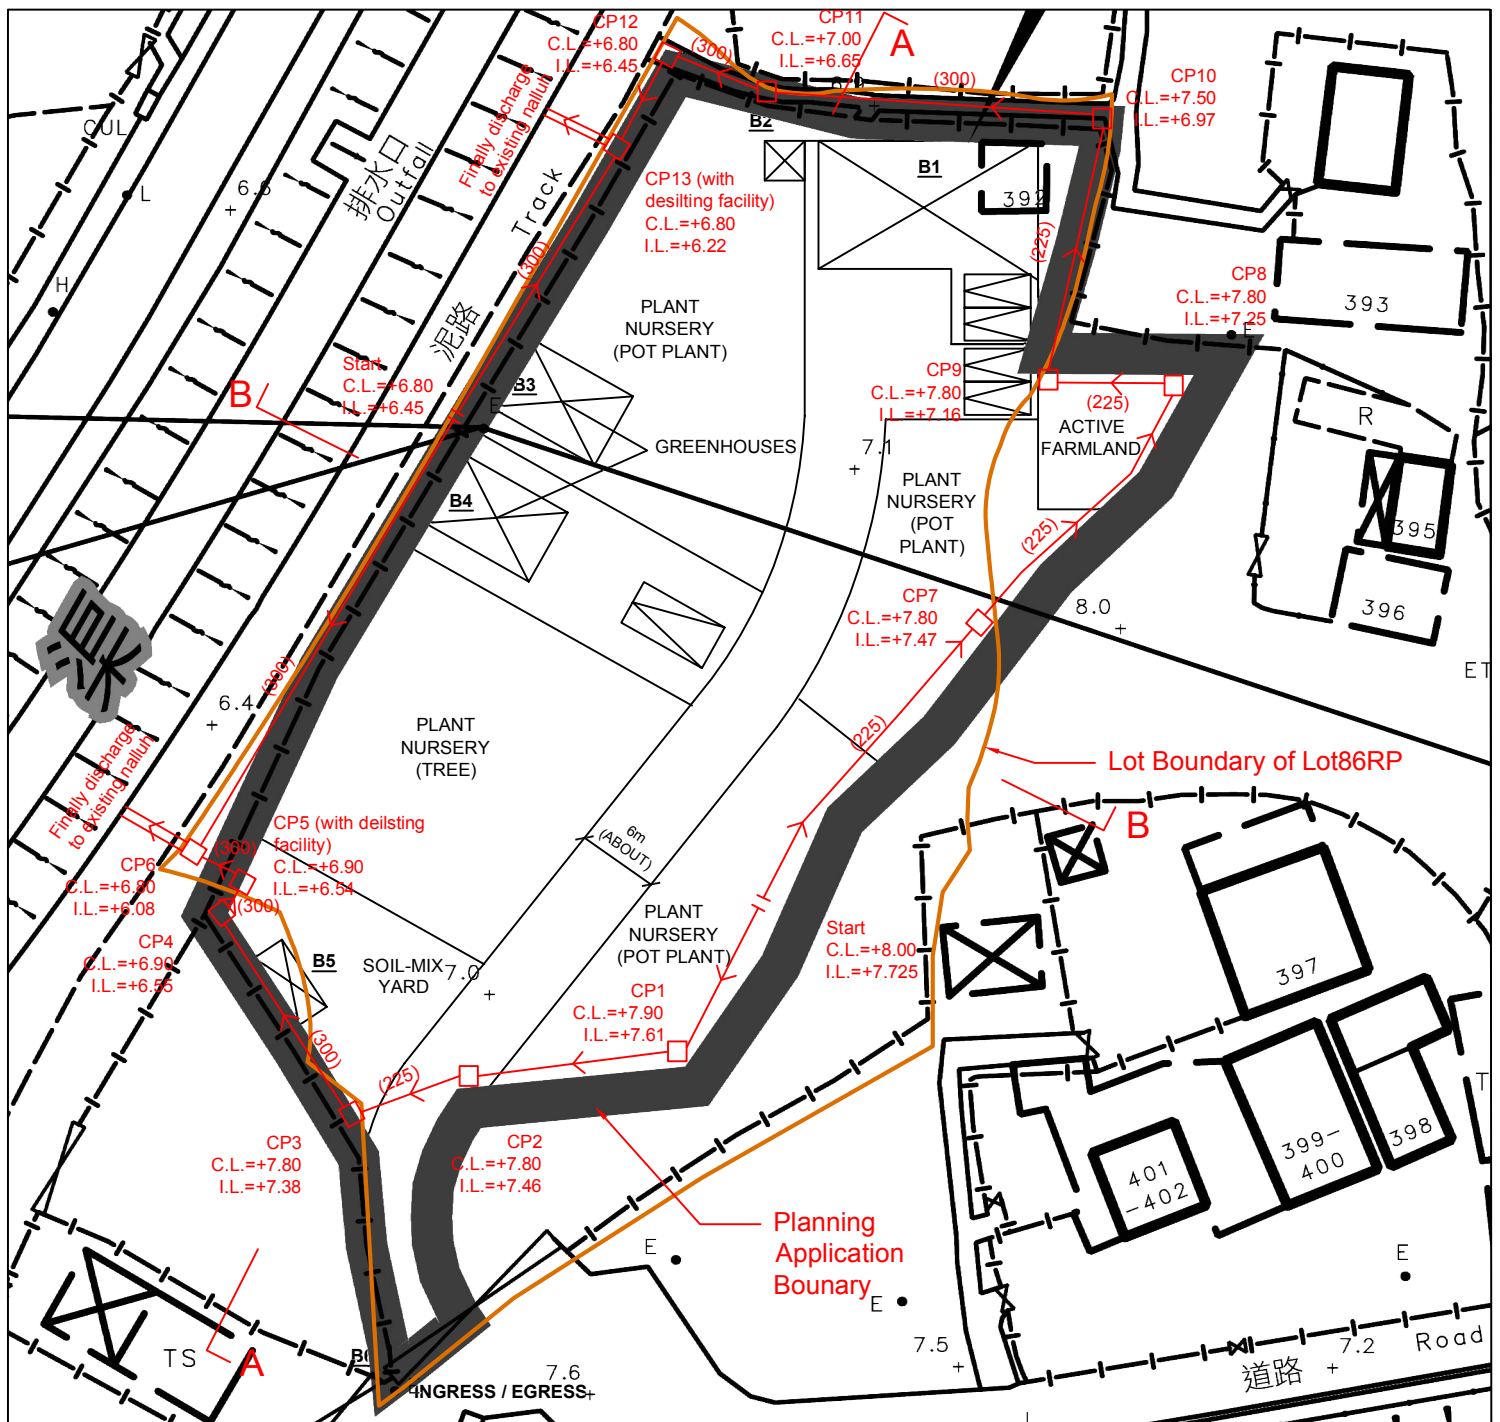 CP12
C.L.=+6.80
I.L.=+6.45
(300)
CP11
C.L.=+7.00
I.L.=+6.65
A
(300)
CP10
C.L.=+7.50
I.L.=+6.97
CUL
L
6.6
排水口
Outfall
Finally discharge
to existing nalluh
B2
B1
392
CP13 (with
desilting facility)
C.L.=+6.80
I.L.=+6.22
Track
泥路
(300)
(225)
H
CP8
C.L.=+7.80
I.L.=+7.25
E
393
PLANT
NURSERY
(POT PLANT)
Start
C.L.=+6.80
I.L.=+6.45
B
E
B3
CP9
C.L.=+7.80
I.L.=+7.16
(225)
ACTIVE
FARMLAND
R
GREENHOUSES
7.1
B4
PLANT
NURSERY
(POT
PLANT)
(225)
395
396
CP7
C.L.=+7.80
I.L.=+7.47
8.0
ET
(300)
6.4
PLANT
NURSERY
(TREE)
(225)
Lot Boundary of Lot86RP
Finally discharge
to existing nalluh
B
CP5 (with deilsting
facility)
C.L.=+6.90
I.L.=+6.54
(300)
CP6
C.L.=+6.80
I.L.=+6.08
(300)
6m
(ABOUT)
CP4
C.L.=+6.90
I.L.=+6.55
B5
SOIL-MIX
YARD
7.0
PLANT
NURSERY
(POT PLANT)
Start
C.L.=+8.00
I.L.=+7.725
397
CP1
C.L.=+7.90
I.L.=+7.61
(300)
(225)
CP3
C.L.=+7.80
I.L.=+7.38
CP2
C.L.=+7.80
I.L.=+7.46
399-
400
398
401
-402
T
Planning
Application
Bounary
E
E
E
TS
A
INGRESS / EGRESS
7.6
7.5
7.2
道路
Road